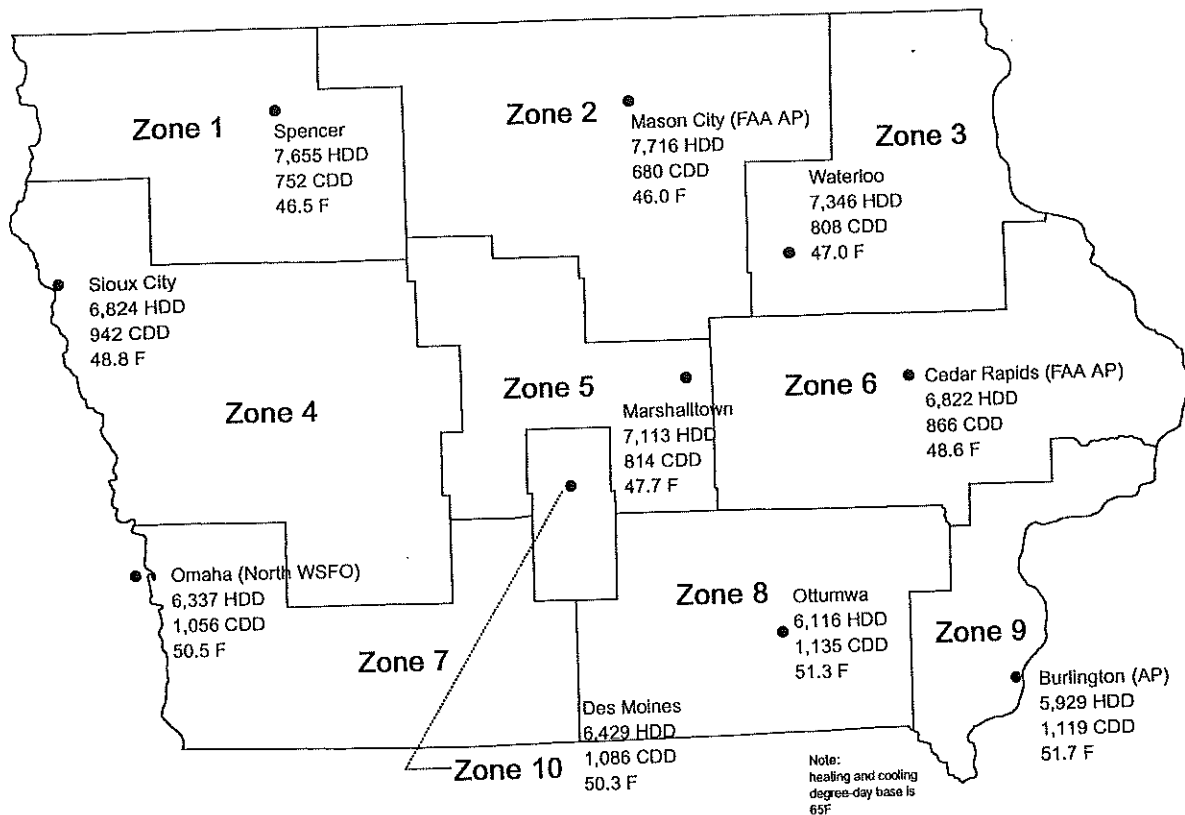 Zone 1
Spencer
7,655 HDD
752 CDD
46.5 F
Zone 2
Mason City (FAA AP)
7,716 HDD
680 CDD
46.0 F
Zone 3
Waterloo
7,346 HDD
808 CDD
47.0 F
Sioux City
6,824 HDD
942 CDD
48.8 F
Zone 4
Zone 5
Marshalltown
7,113 HDD
814 CDD
47.7 F
Zone 6
Cedar Rapids (FAA AP)
6,822 HDD
866 CDD
48.6 F
Omaha (North WSFO)
6,337 HDD
1,056 CDD
50.5 F
Zone 7
Zone 8
Ottumwa
6,116 HDD
1,135 CDD
51.3 F
Zone 9
Burlington (AP)
5,929 HDD
1,119 CDD
51.7 F
Zone 10
Des Moines
6,429 HDD
1,086 CDD
50.3 F
Note:
heating and cooling
degree-day base is
65F